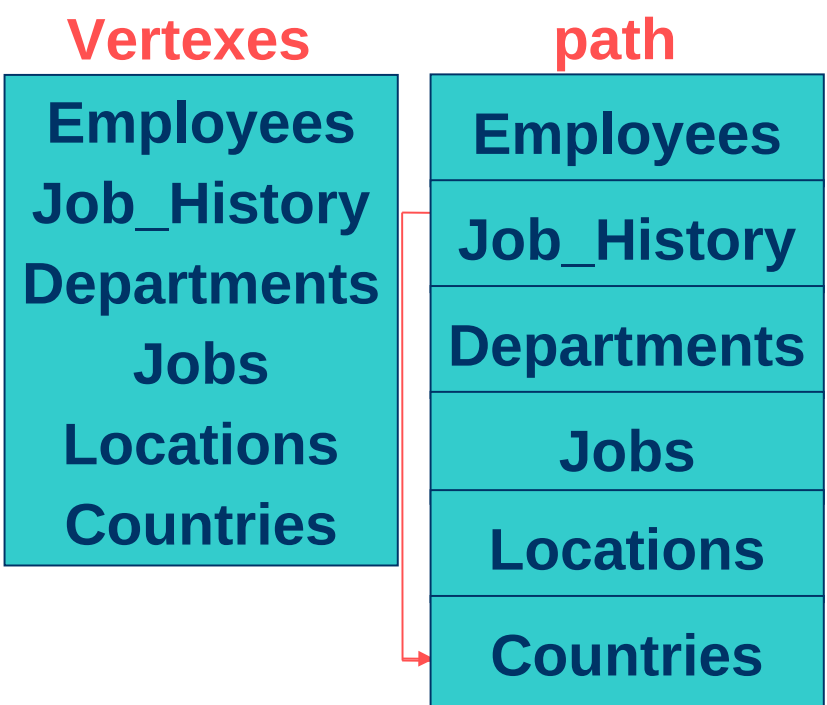 Vertexes
Employees
Job_History
Departments
Jobs
Locations
Countries
path
Employees
Job_History
Departments
Jobs
Locations
Countries